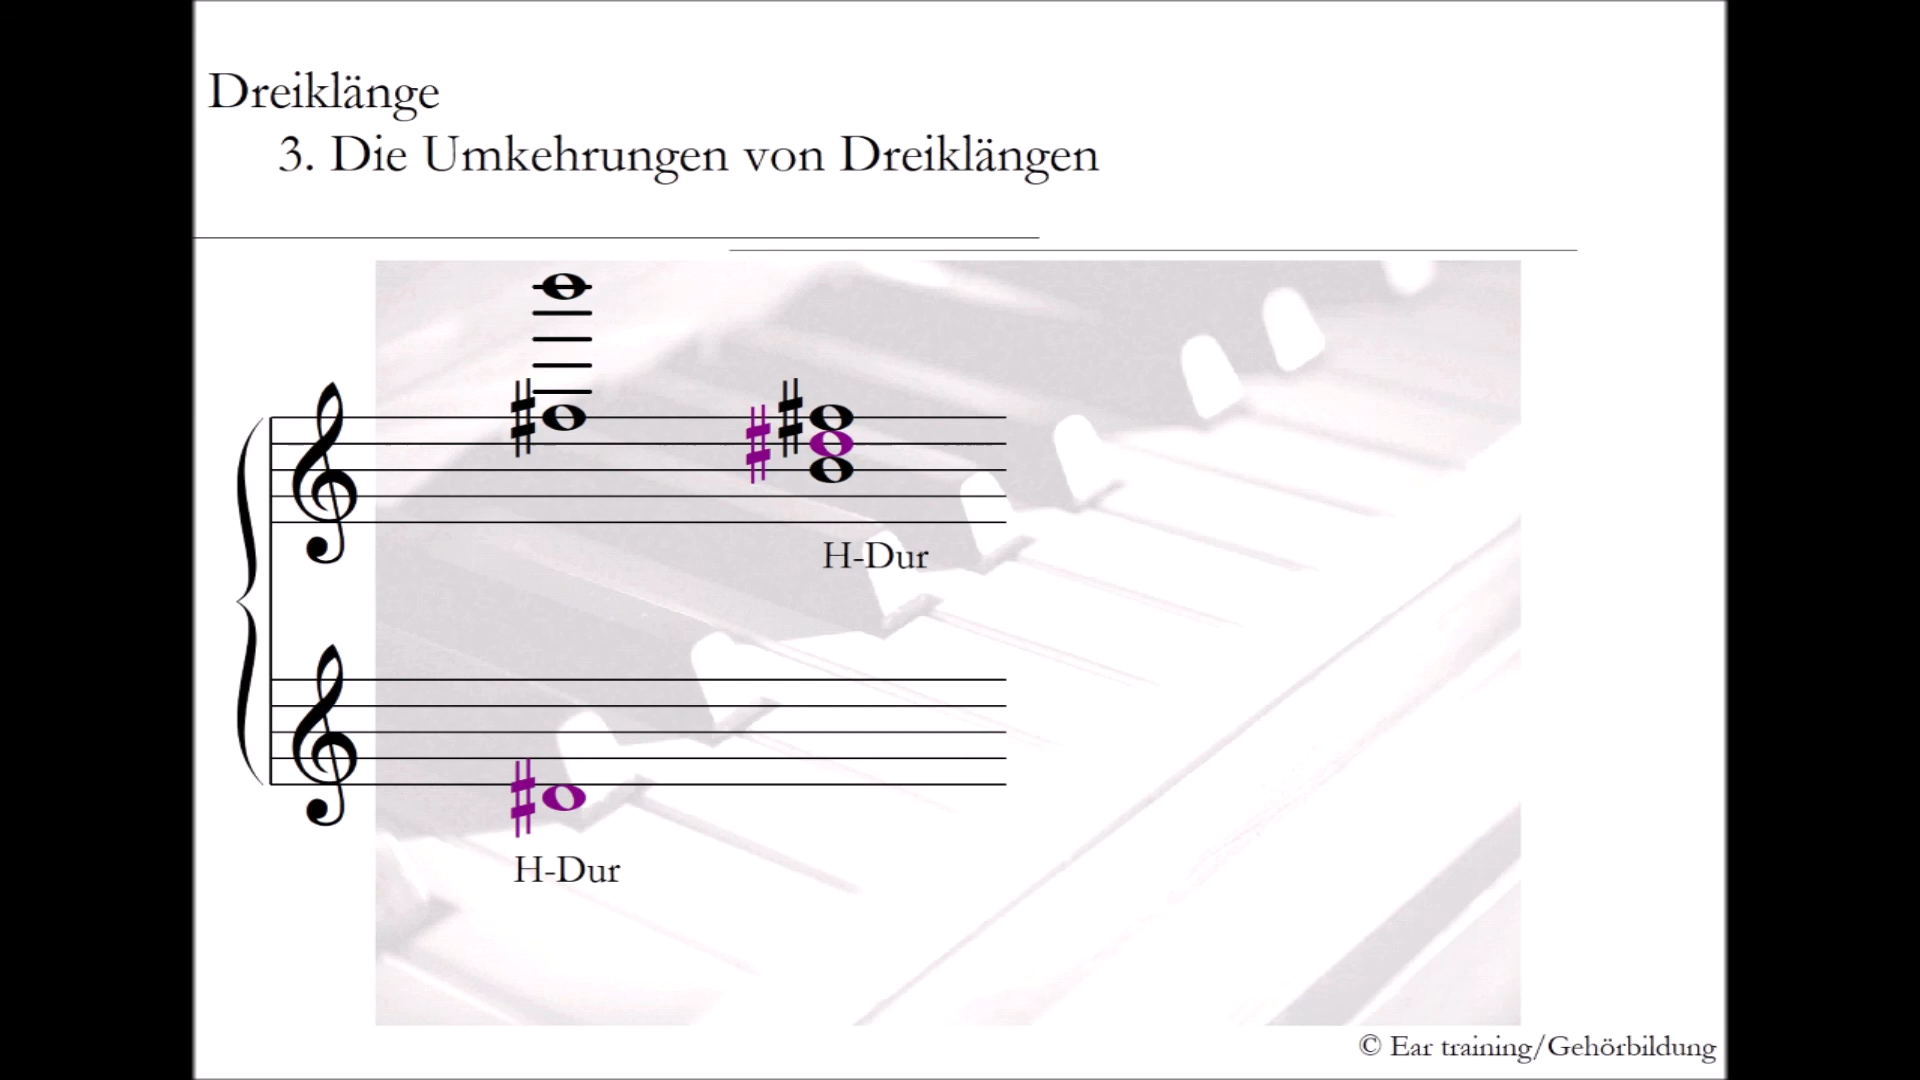 Dreiklänge
3. Die Umkehrungen von Dreiklängen
H-Dur
H-Dur
© Ear training/Gehörbildung